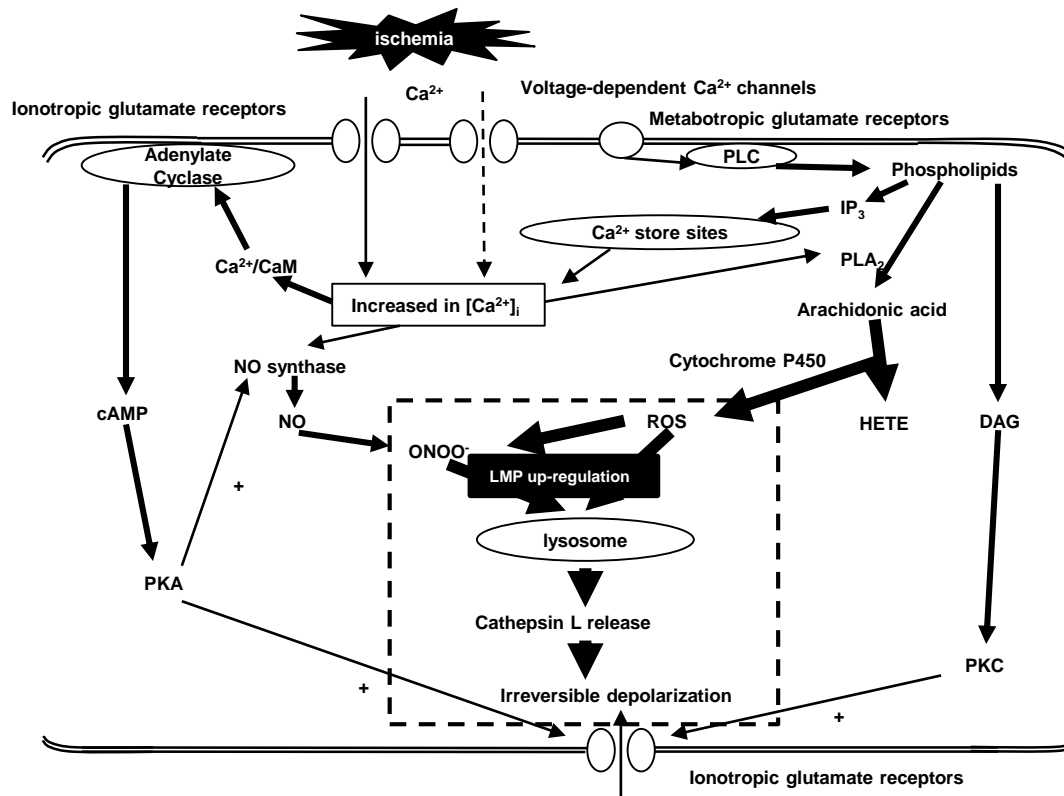 ischemia
Ca²⁺
Voltage-dependent Ca²⁺ channels
Ionotropic glutamate receptors
Metabotropic glutamate receptors
Adenylate
Cyclase
PLC
Phospholipids
IP₃
Ca²⁺ store sites
Ca²⁺/CaM
PLA₂
Increased in [Ca²⁺]ᵢ
Arachidonic acid
NO synthase
Cytochrome P450
cAMP
NO
ROS
HETE
DAG
ONOO⁻
LMP up-regulation
+
lysosome
PKA
Cathepsin L release
PKC
+
Irreversible depolarization
+
Ionotropic glutamate receptors